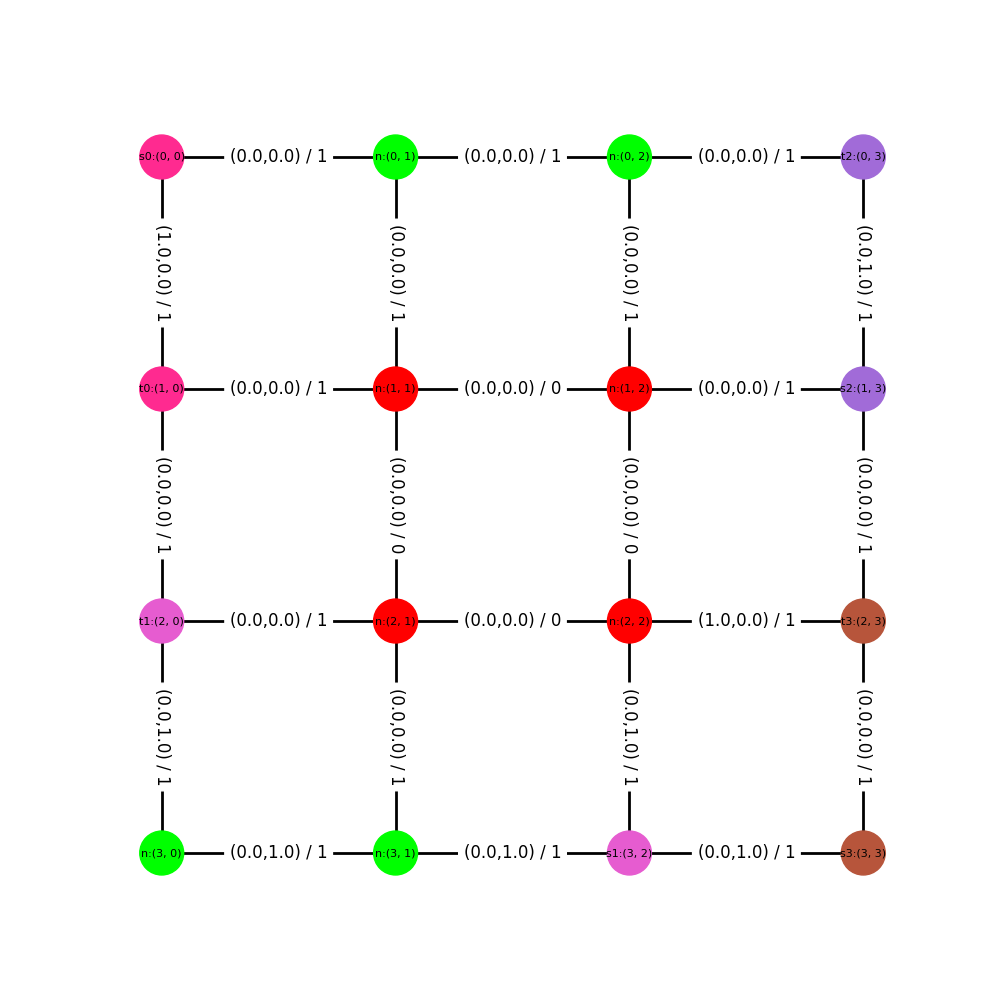 s0:(0, 0) (0.0,0.0) / 1 n:(0, 1) (0.0,0.0) / 1 n:(0, 2) (0.0,0.0) / 1 t2:(0, 3)
(1.0,0.0) / 1 (0.0,0.0) / 1 (0.0,0.0) / 1 (0.0,1.0) / 1
t0:(1, 0) (0.0,0.0) / 1 n:(1, 1) (0.0,0.0) / 0 n:(1, 2) (0.0,0.0) / 1 s2:(1, 3)
(0.0,0.0) / 1 (0.0,0.0) / 0 (0.0,0.0) / 0 (0.0,0.0) / 1
t1:(2, 0) (0.0,0.0) / 1 n:(2, 1) (0.0,0.0) / 0 n:(2, 2) (1.0,0.0) / 1 t3:(2, 3)
(0.0,1.0) / 1 (0.0,0.0) / 1 (0.0,1.0) / 1 (0.0,0.0) / 1
n:(3, 0) (0.0,1.0) / 1 n:(3, 1) (0.0,1.0) / 1 s1:(3, 2) (0.0,1.0) / 1 s3:(3, 3)